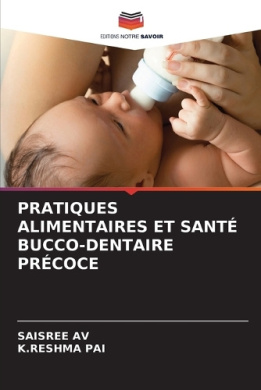 EDITIONS NOTRE SAVOIR
PRATIQUES
ALIMENTAIRES ET SANTÉ
BUCCO-DENTAIRE
PRÉCOCE
SAISREE AV
K.RESHMA PAI